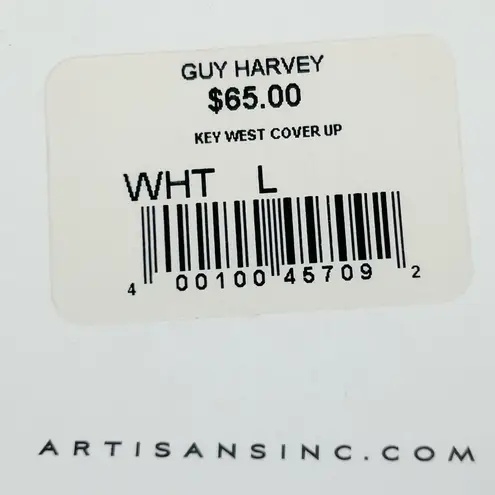 GUY HARVEY
$65.00
KEY WEST COVER UP
WHT L
4 00100 45709 2
ARTISANSINC.COM